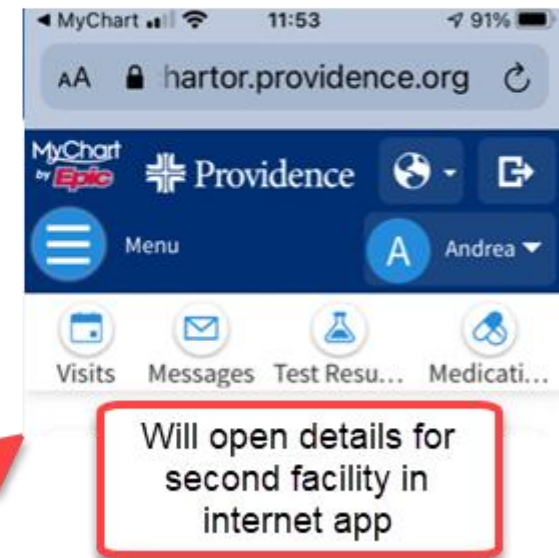 ◀ MyChart 11:53 91%
AA hartor.providence.org
MyChart
by Epic
Providence
Menu A Andrea
Visits Messages Test Resu... Medicati...
Will open details for
second facility in
internet app